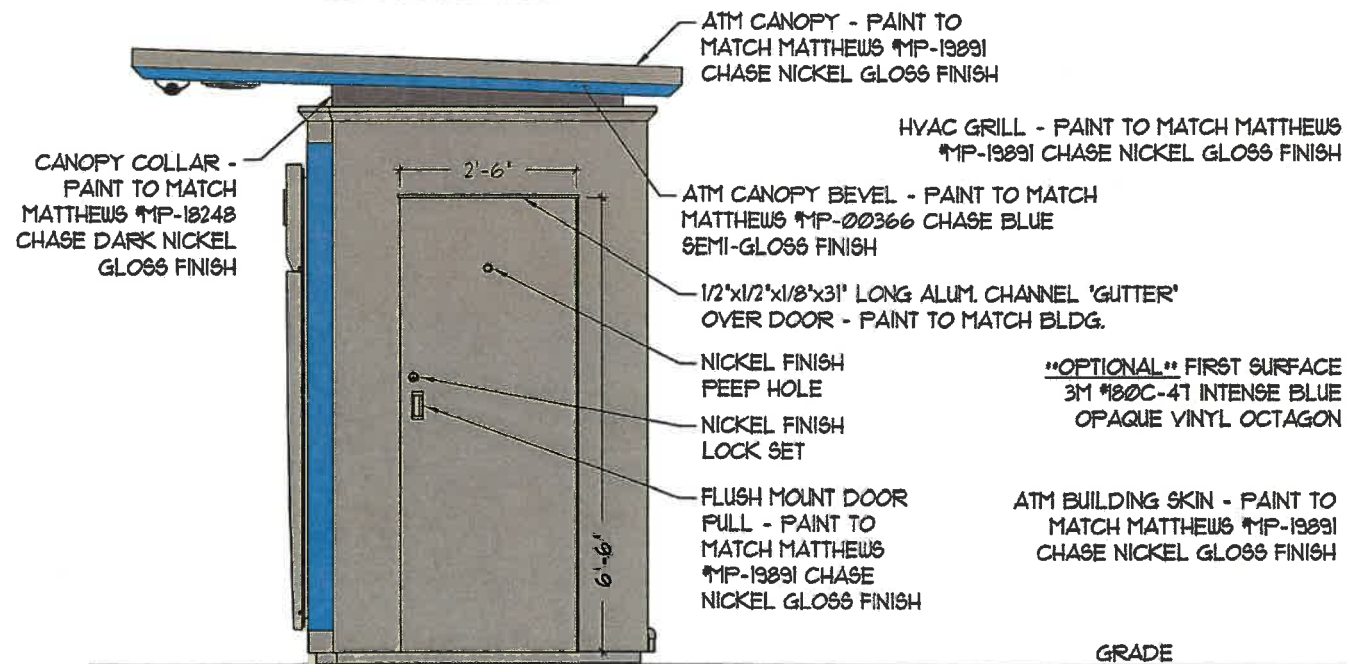 ATM CANOPY - PAINT TO
MATCH MATTHEWS #MP-19891
CHASE NICKEL GLOSS FINISH
HVAC GRILL - PAINT TO MATCH MATTHEWS
#MP-19891 CHASE NICKEL GLOSS FINISH
CANOPY COLLAR -
PAINT TO MATCH
MATTHEWS #MP-18248
CHASE DARK NICKEL
GLOSS FINISH
2'-6"
ATM CANOPY BEVEL - PAINT TO MATCH
MATTHEWS #MP-00366 CHASE BLUE
SEMI-GLOSS FINISH
1/2"x1/2"x1/8"x31" LONG ALUM. CHANNEL "GUTTER"
OVER DOOR - PAINT TO MATCH BLDG.
NICKEL FINISH
PEEP HOLE
**OPTIONAL** FIRST SURFACE
3M #180C-47 INTENSE BLUE
OPAQUE VINYL OCTAGON
NICKEL FINISH
LOCK SET
FLUSH MOUNT DOOR
PULL - PAINT TO
MATCH MATTHEWS
#MP-19891 CHASE
NICKEL GLOSS FINISH
ATM BUILDING SKIN - PAINT TO
MATCH MATTHEWS #MP-19891
CHASE NICKEL GLOSS FINISH
6'-6"
GRADE